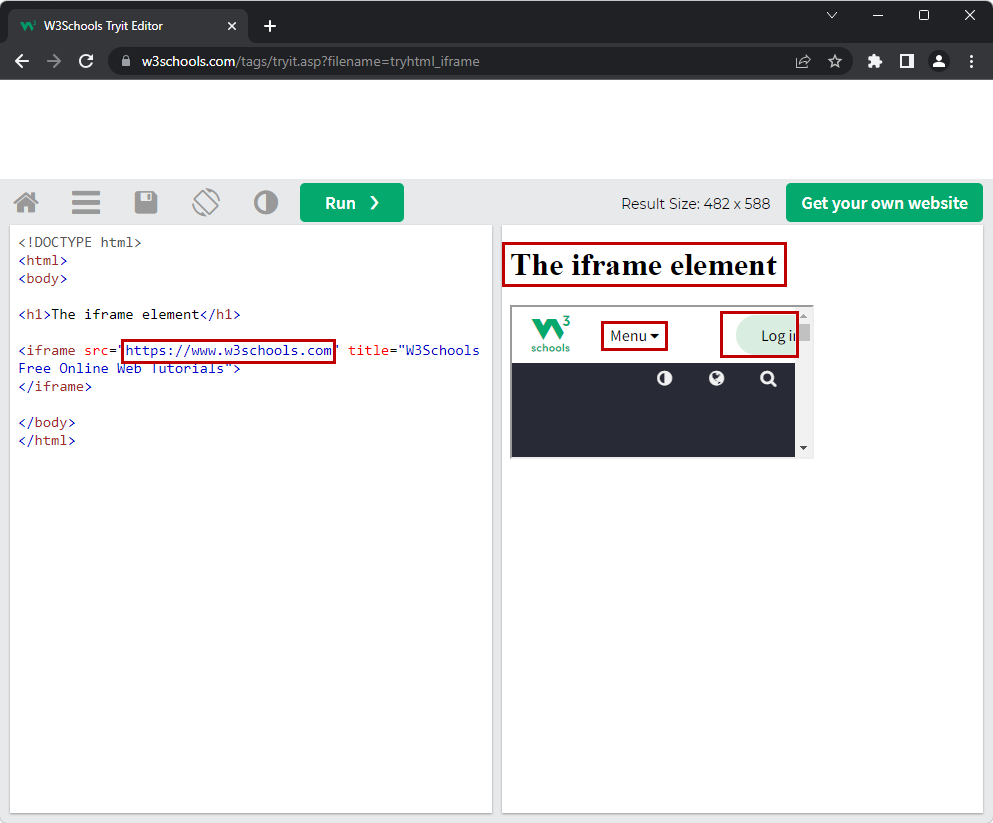 W3Schools Tryit Editor
w3schools.com/tags/tryit.asp?filename=tryhtml_iframe
Run ❯
Result Size: 482 x 588
Get your own website
<!DOCTYPE html>
<html>
<body>
<h1>The iframe element</h1>
<iframe src="https://www.w3schools.com" title="W3Schools
Free Online Web Tutorials">
</iframe>
</body>
</html>
The iframe element
W3
schools
Menu
Log in